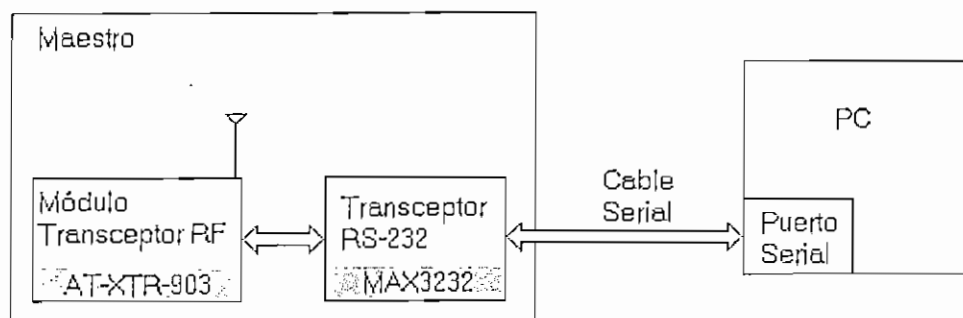 Maestro
Módulo
Transceptor RF
AT-XTR-903
Transceptor
RS-232
MAX3232
Cable
Serial
PC
Puerto
Serial